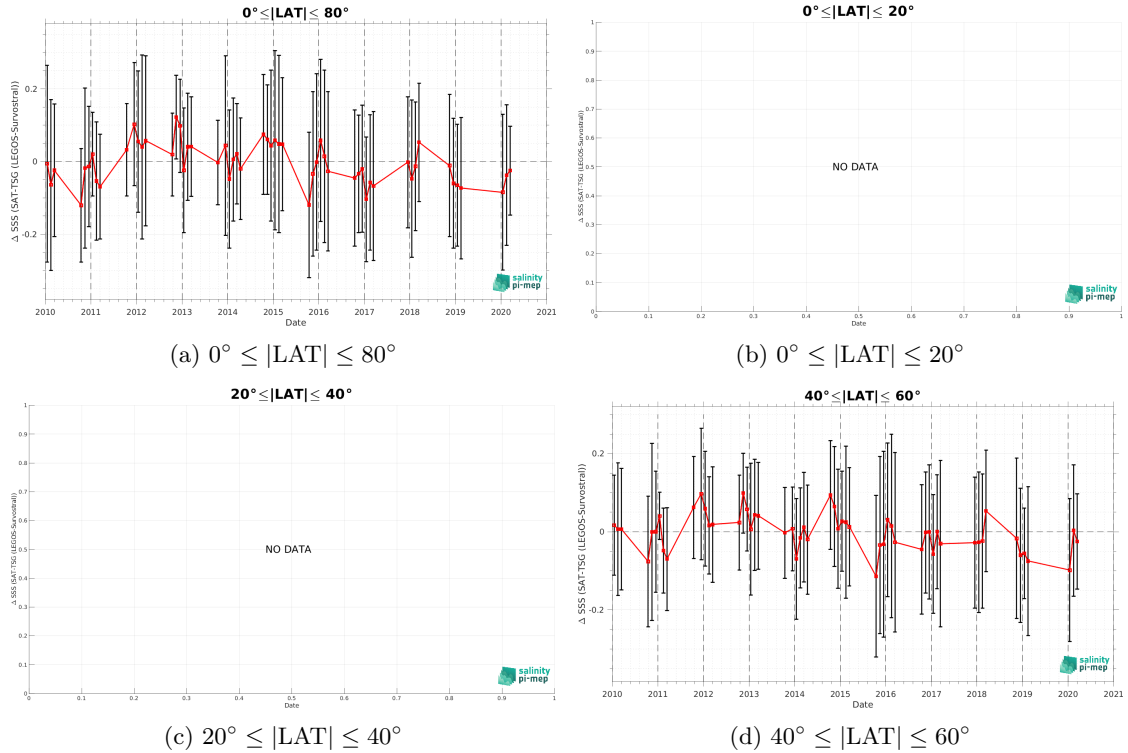 0°≤|LAT|≤ 80°
Δ SSS (SAT-TSG (LEGOS-Survostral))
0.2
0
-0.2
2010 2011 2012 2013 2014 2015 2016 2017 2018 2019 2020 2021
Date
salinity
pi-mep
(a) 0° ≤ |LAT| ≤ 80°
0°≤|LAT|≤ 20°
Δ SSS (SAT-TSG (LEGOS-Survostral))
1
0.9
0.8
0.7
0.6
0.5
0.4
0.3
0.2
0.1
0
NO DATA
0 0.1 0.2 0.3 0.4 0.5 0.6 0.7 0.8 0.9 1
Date
salinity
pi-mep
(b) 0° ≤ |LAT| ≤ 20°
20°≤|LAT|≤ 40°
Δ SSS (SAT-TSG (LEGOS-Survostral))
1
0.9
0.8
0.7
0.6
0.5
0.4
0.3
0.2
0.1
0
NO DATA
0 0.1 0.2 0.3 0.4 0.5 0.6 0.7 0.8 0.9 1
Date
salinity
pi-mep
(c) 20° ≤ |LAT| ≤ 40°
40°≤|LAT|≤ 60°
Δ SSS (SAT-TSG (LEGOS-Survostral))
0.2
0
-0.2
2010 2011 2012 2013 2014 2015 2016 2017 2018 2019 2020 2021
Date
salinity
pi-mep
(d) 40° ≤ |LAT| ≤ 60°